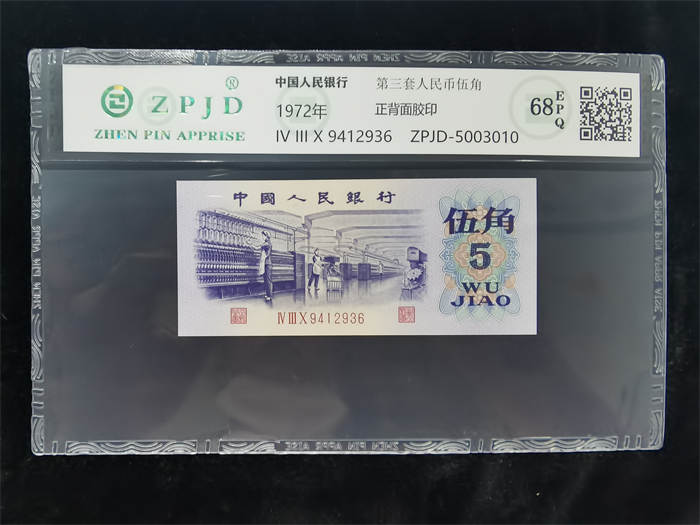 ZPJD ®
ZHEN PIN APPRISE
中国人民银行 第三套人民币伍角
1972年 正背面胶印
IV III X 9412936 ZPJD-5003010
68 EPQ
中國人民銀行
伍角
5
WU
JIAO
IV III X 9412936